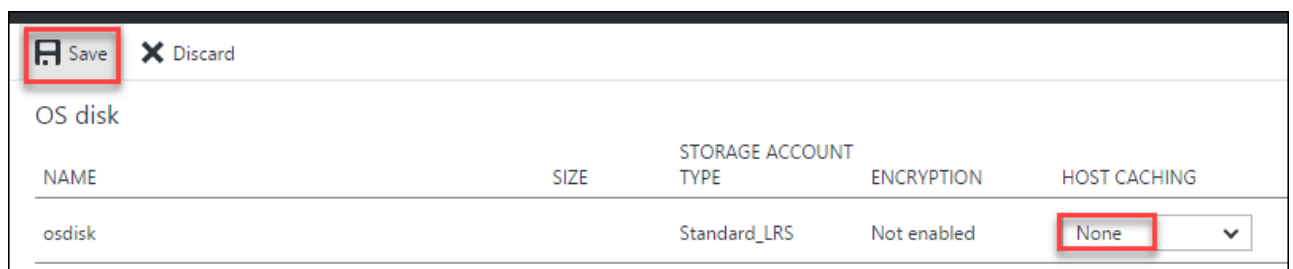 Save Discard
OS disk
NAME SIZE STORAGE ACCOUNT TYPE ENCRYPTION HOST CACHING
osdisk Standard_LRS Not enabled None